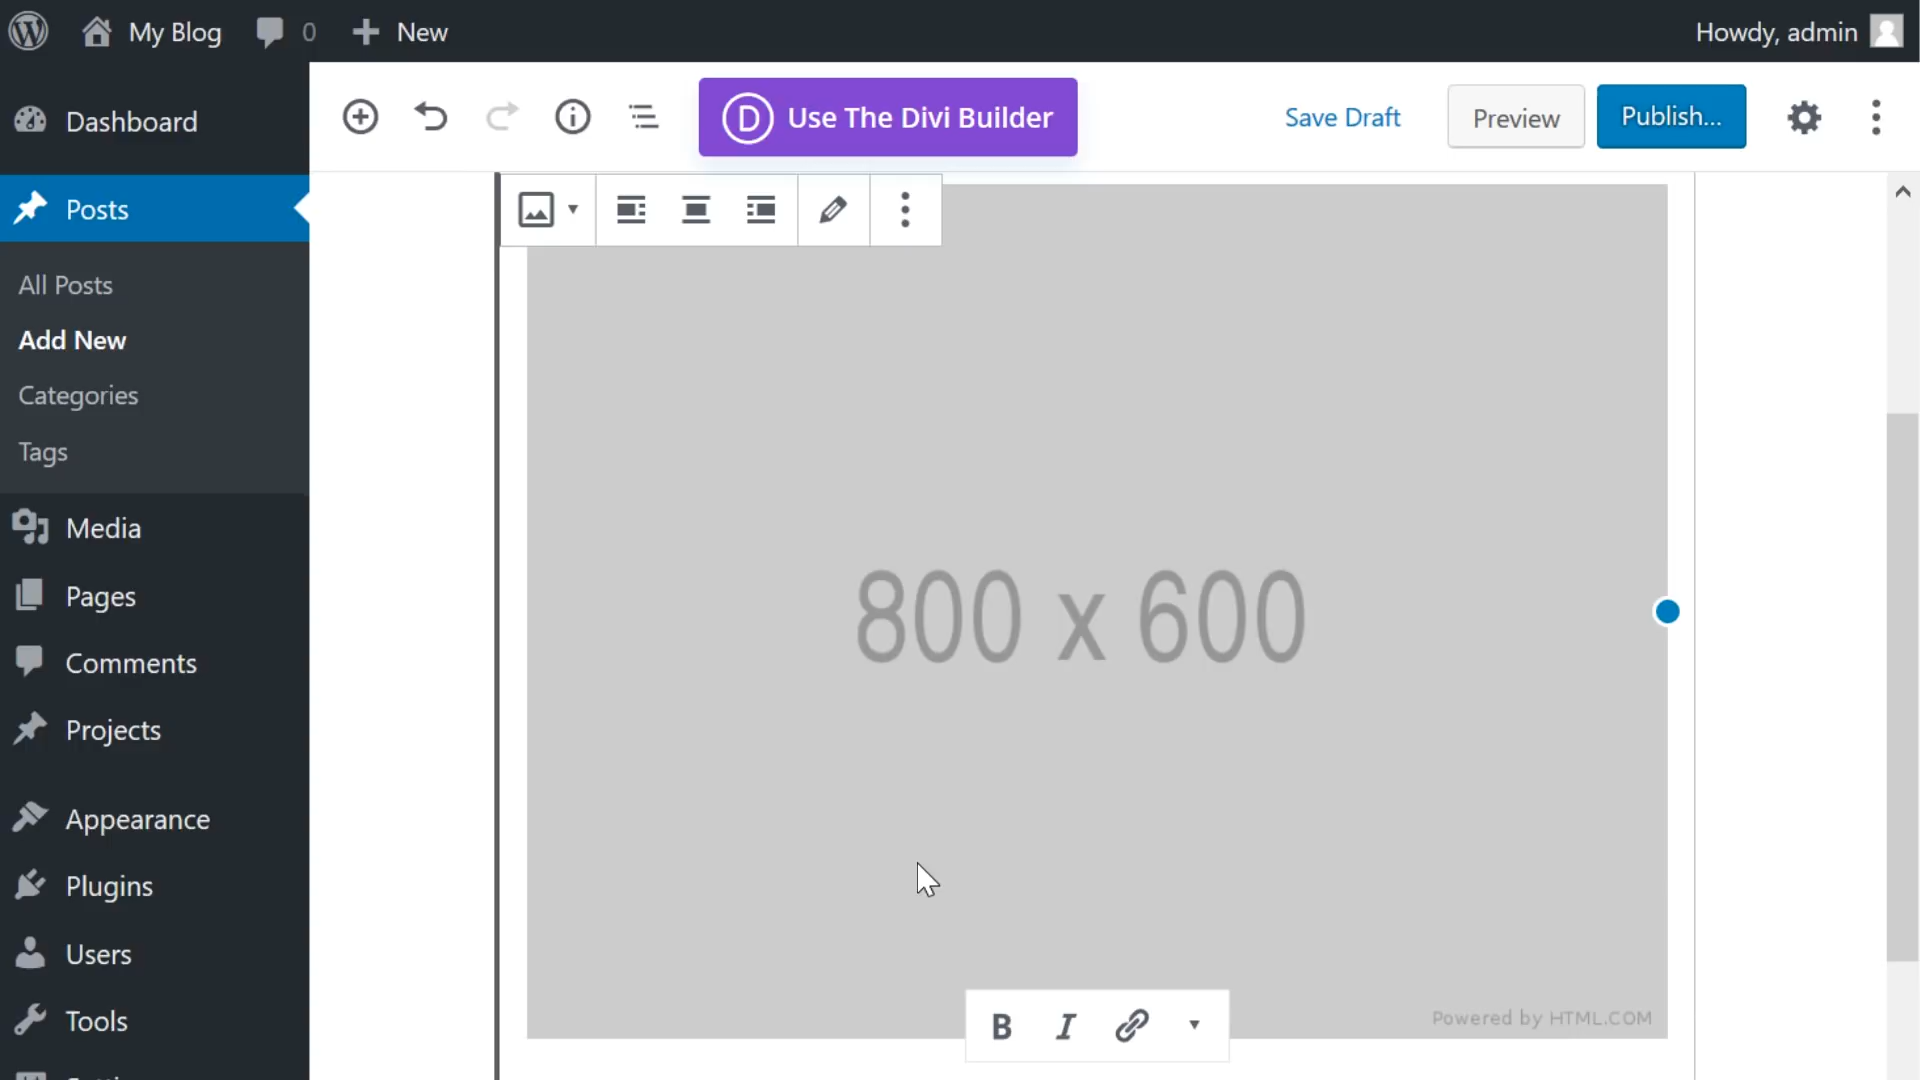 My Blog
0
New
Howdy, admin
Dashboard
Use The Divi Builder
Save Draft
Preview
Publish...
Posts
All Posts
Add New
Categories
Tags
Media
Pages
Comments
Projects
Appearance
Plugins
Users
Tools
800 x 600
B I
Powered by HTML.COM